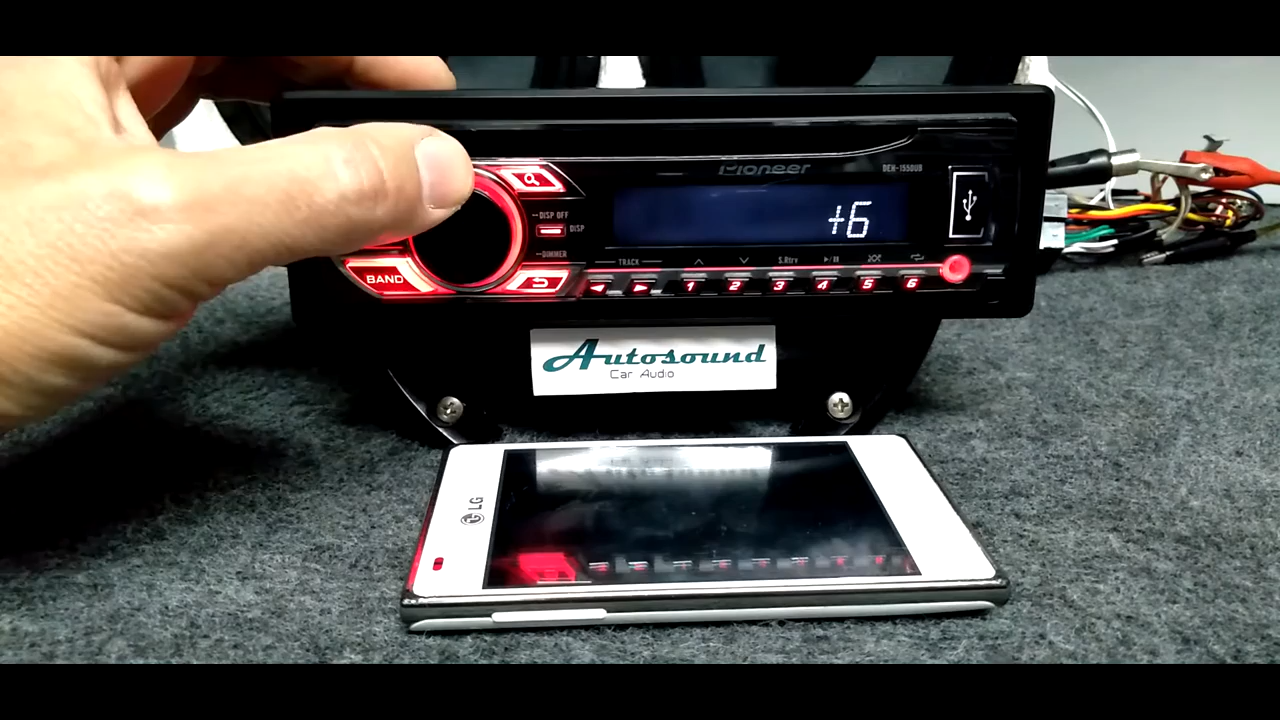 Pioneer
DEH-1550UB
+6
DISP OFF
DISP
DIMMER
TRACK
S.Rtrv
BAND
1 2 3 4 5 6
Autosound
Car Audio
LG